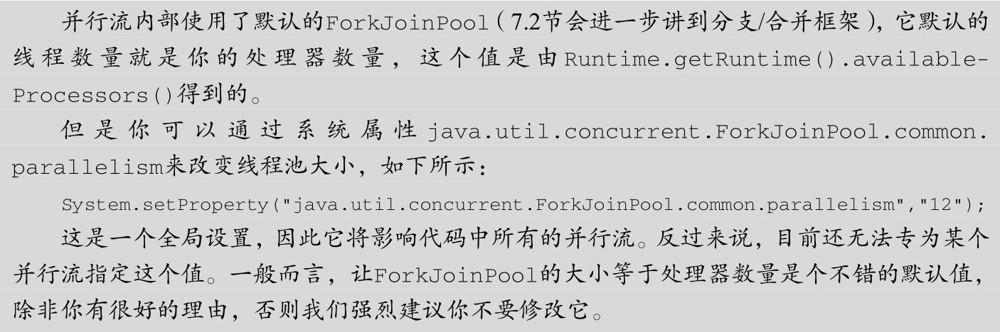 并行流内部使用了默认的ForkJoinPool（7.2节会进一步讲到分支/合并框架），它默认的
线程数量就是你的处理器数量，这个值是由Runtime.getRuntime().available-
Processors()得到的。
但是你可以通过系统属性java.util.concurrent.ForkJoinPool.common.
parallelism来改变线程池大小，如下所示：
System.setProperty("java.util.concurrent.ForkJoinPool.common.parallelism","12");
这是一个全局设置，因此它将影响代码中所有的并行流。反过来说，目前还无法专为某个
并行流指定这个值。一般而言，让ForkJoinPool的大小等于处理器数量是个不错的默认值，
除非你有很好的理由，否则我们强烈建议你不要修改它。